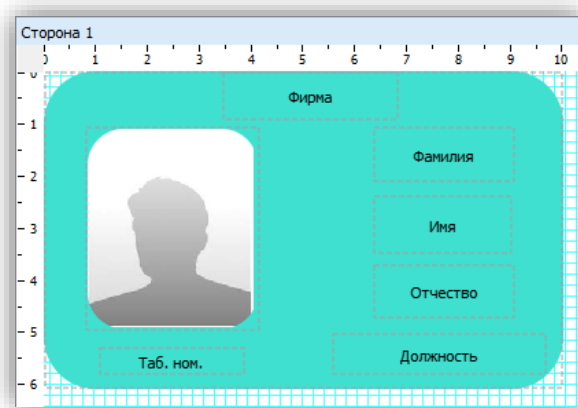 Сторона 1
0 1 2 3 4 5 6 7 8 9 10
0
Фирма
1
Фамилия
2
3
Имя
4
Отчество
5
Должность
Таб. ном.
6